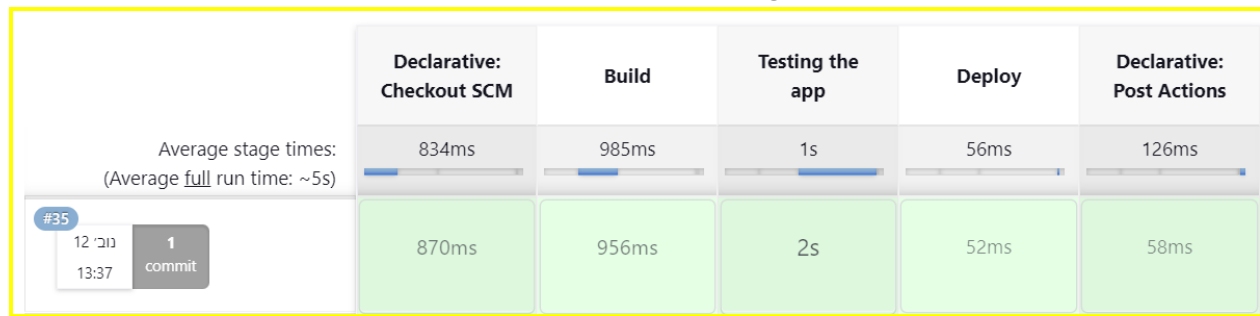 Declarative: Checkout SCM
Build
Testing the app
Deploy
Declarative: Post Actions
Average stage times:
(Average full run time: ~5s)
834ms
985ms
1s
56ms
126ms
#35
נוב׳ 12
13:37
1
commit
870ms
956ms
2s
52ms
58ms